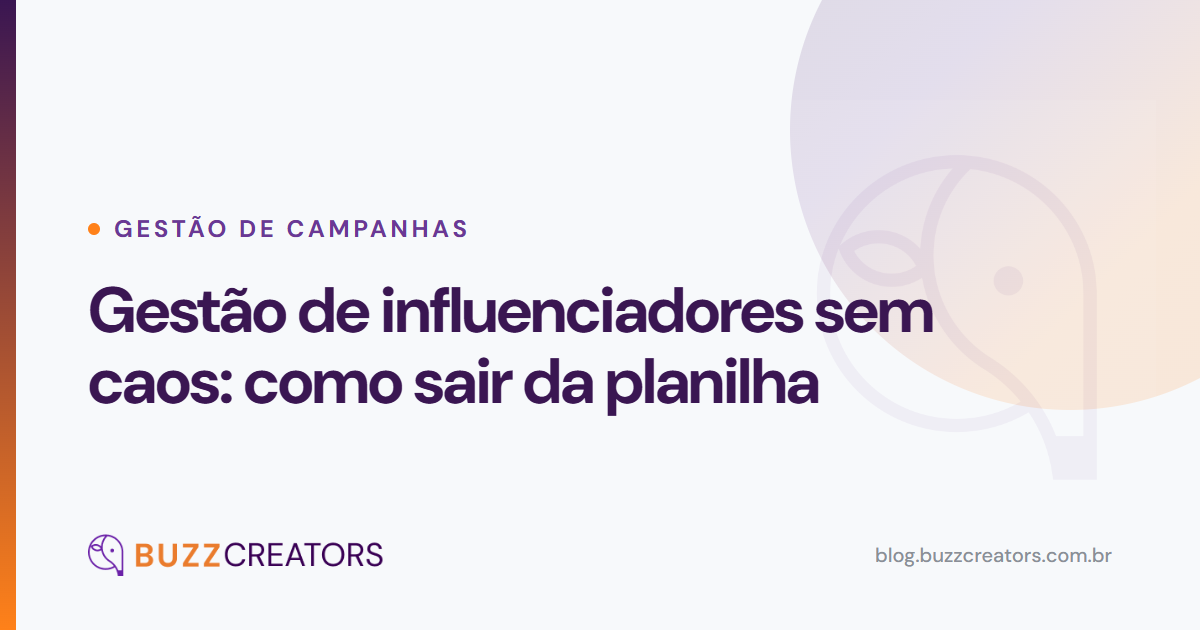 GESTÃO DE CAMPANHAS
Gestão de influenciadores sem
caos: como sair da planilha
BUZZCREATORS
blog.buzzcreators.com.br